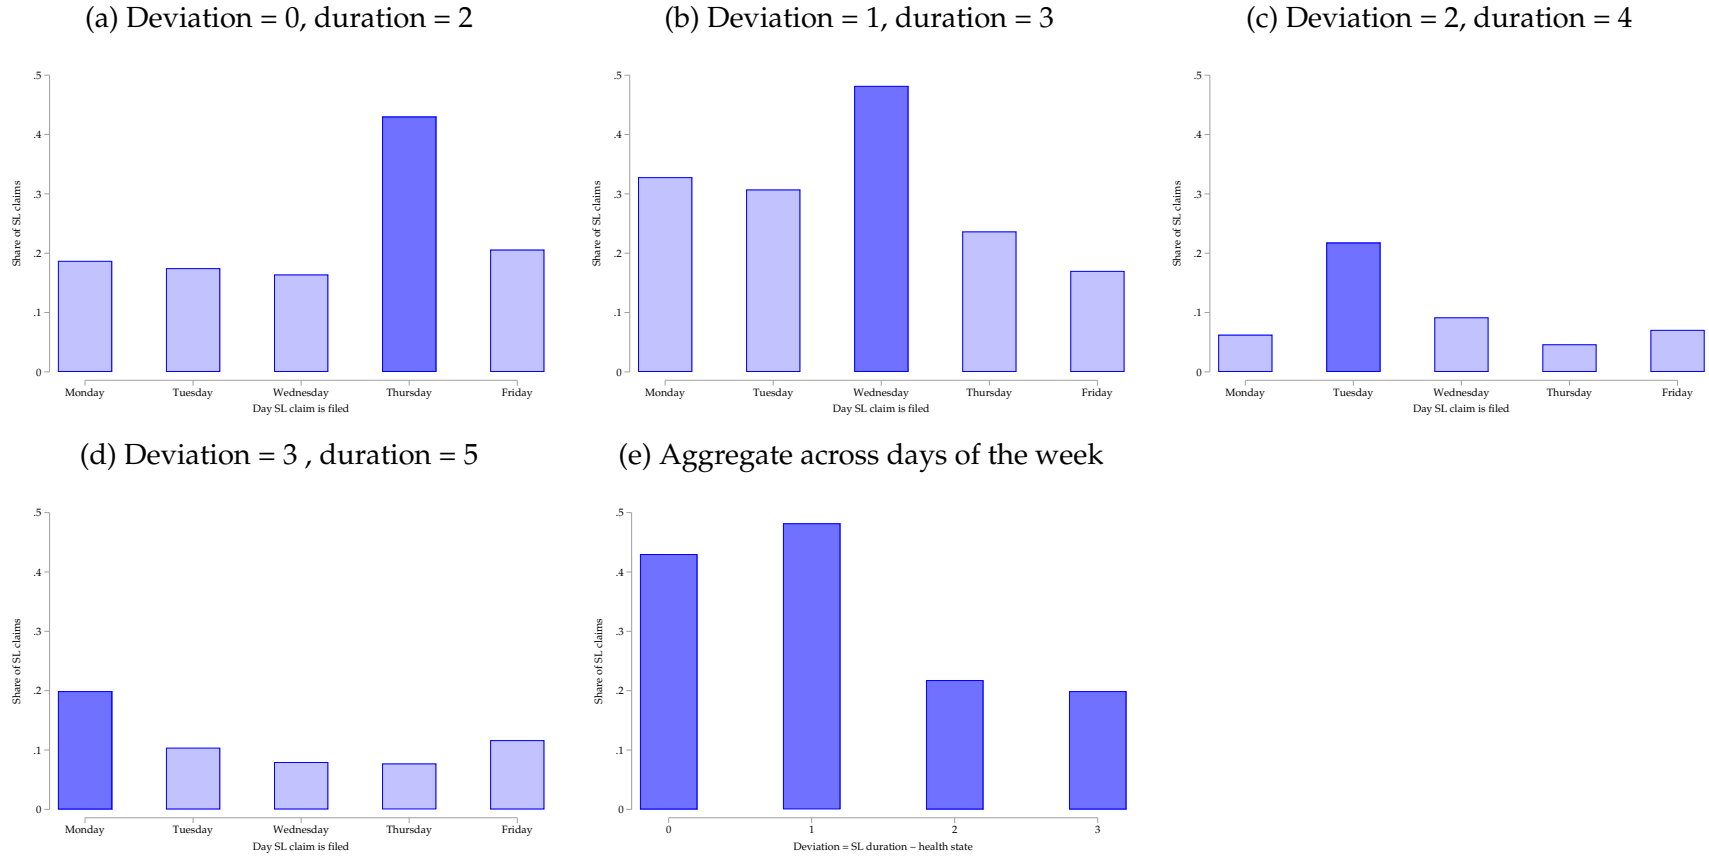 (a) Deviation = 0, duration = 2
.5
.4
.3
.2
.1
0
Share of SL claims
Monday Tuesday Wednesday Thursday Friday
Day SL claim is filed
(b) Deviation = 1, duration = 3
.5
.4
.3
.2
.1
0
Share of SL claims
Monday Tuesday Wednesday Thursday Friday
Day SL claim is filed
(c) Deviation = 2, duration = 4
.5
.4
.3
.2
.1
0
Share of SL claims
Monday Tuesday Wednesday Thursday Friday
Day SL claim is filed
(d) Deviation = 3 , duration = 5
.5
.4
.3
.2
.1
0
Share of SL claims
Monday Tuesday Wednesday Thursday Friday
Day SL claim is filed
(e) Aggregate across days of the week
.5
.4
.3
.2
.1
0
Share of SL claims
0 1 2 3
Deviation = SL duration − health state